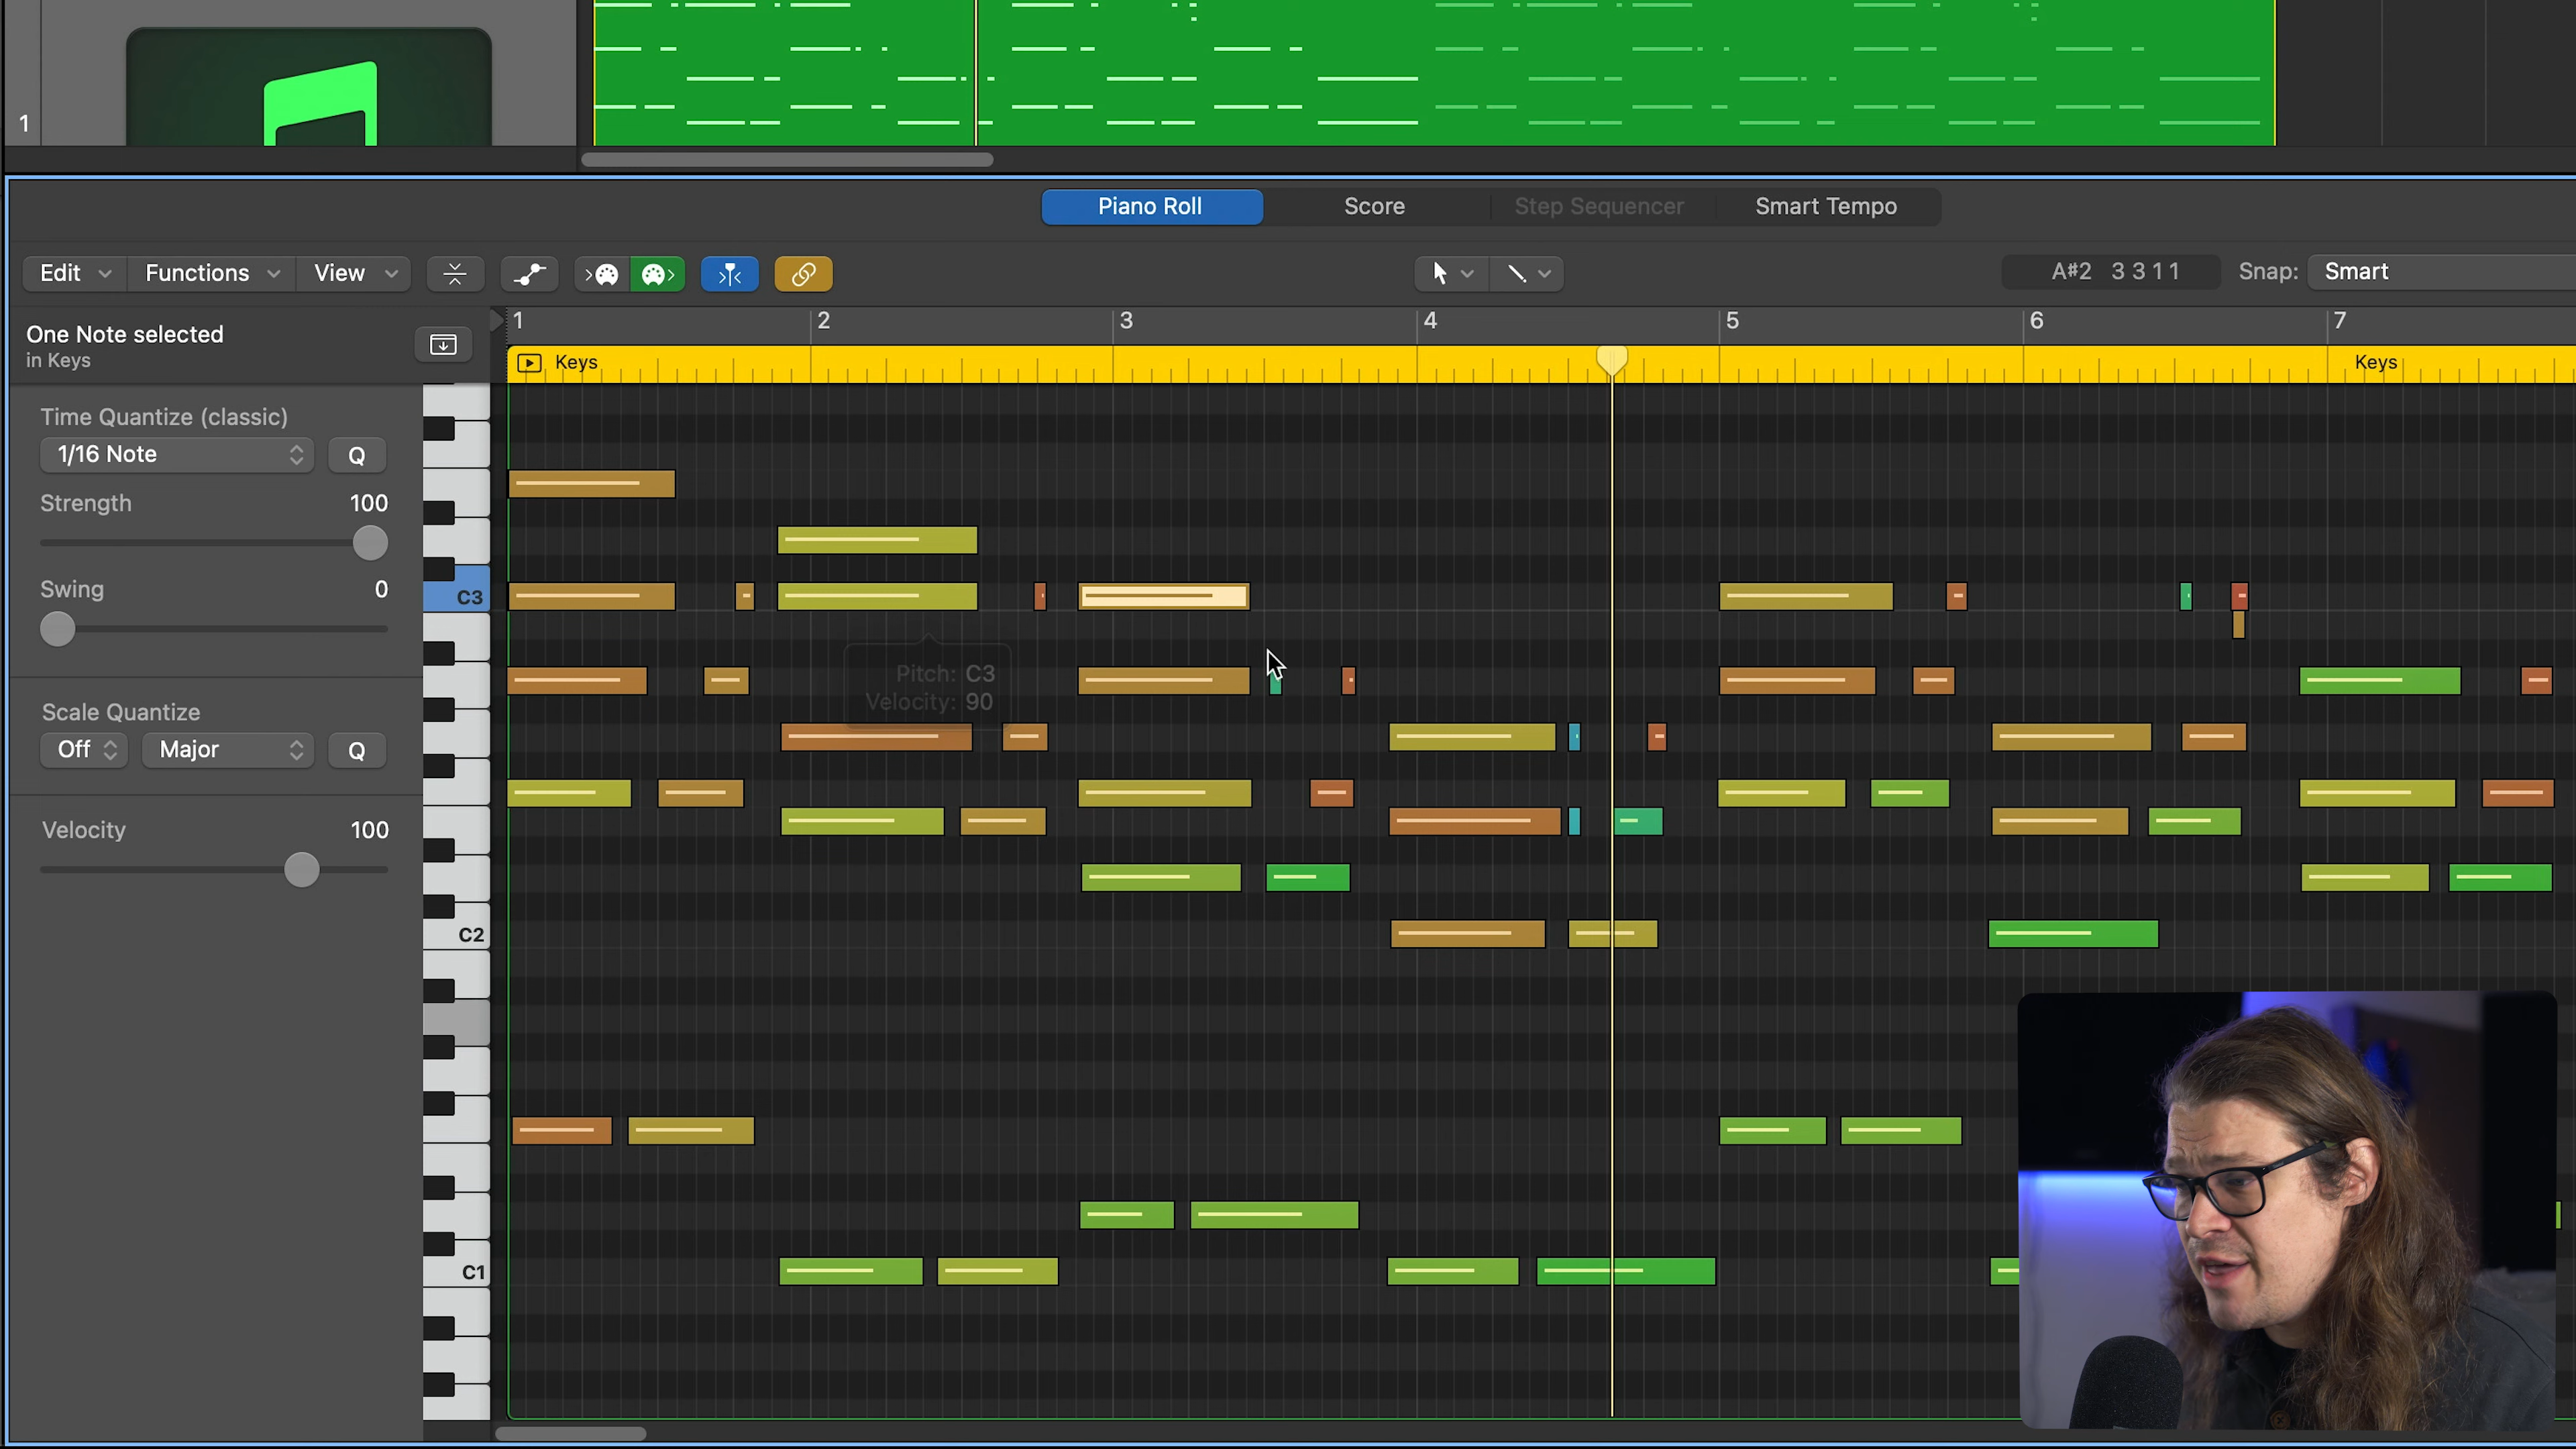 1
Piano Roll
Score
Step Sequencer
Smart Tempo
Edit
Functions
View
A#2 3 3 1 1
Snap:
Smart
One Note selected
in Keys
1
2
3
4
5
6
7
Keys
Keys
Time Quantize (classic)
1/16 Note
Q
Strength
100
Swing
0
Scale Quantize
Off
Major
Q
Velocity
100
C3
C2
C1
Pitch: C3
Velocity: 90